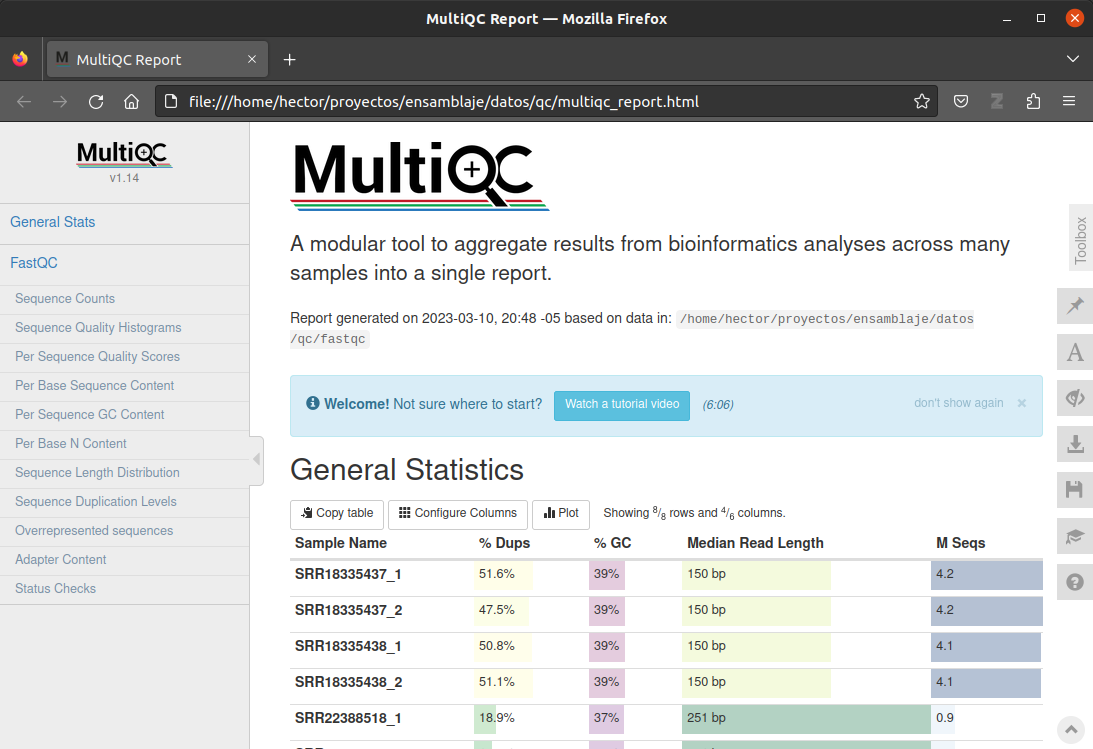 MultiQC Report — Mozilla Firefox
M MultiQC Report
file:///home/hector/proyectos/ensamblaje/datos/qc/multiqc_report.html
MultiQC
v1.14
General Stats
FastQC
Sequence Counts
Sequence Quality Histograms
Per Sequence Quality Scores
Per Base Sequence Content
Per Sequence GC Content
Per Base N Content
Sequence Length Distribution
Sequence Duplication Levels
Overrepresented sequences
Adapter Content
Status Checks
MultiQC
A modular tool to aggregate results from bioinformatics analyses across many
samples into a single report.
Report generated on 2023-03-10, 20:48 -05 based on data in: /home/hector/proyectos/ensamblaje/datos
/qc/fastqc
Welcome! Not sure where to start? Watch a tutorial video (6:06) don't show again ×
General Statistics
Copy table Configure Columns Plot Showing 8/8 rows and 4/6 columns.
Sample Name % Dups % GC Median Read Length M Seqs
SRR18335437_1 51.6% 39% 150 bp 4.2
SRR18335437_2 47.5% 39% 150 bp 4.2
SRR18335438_1 50.8% 39% 150 bp 4.1
SRR18335438_2 51.1% 39% 150 bp 4.1
SRR22388518_1 18.9% 37% 251 bp 0.9
Toolbox
A